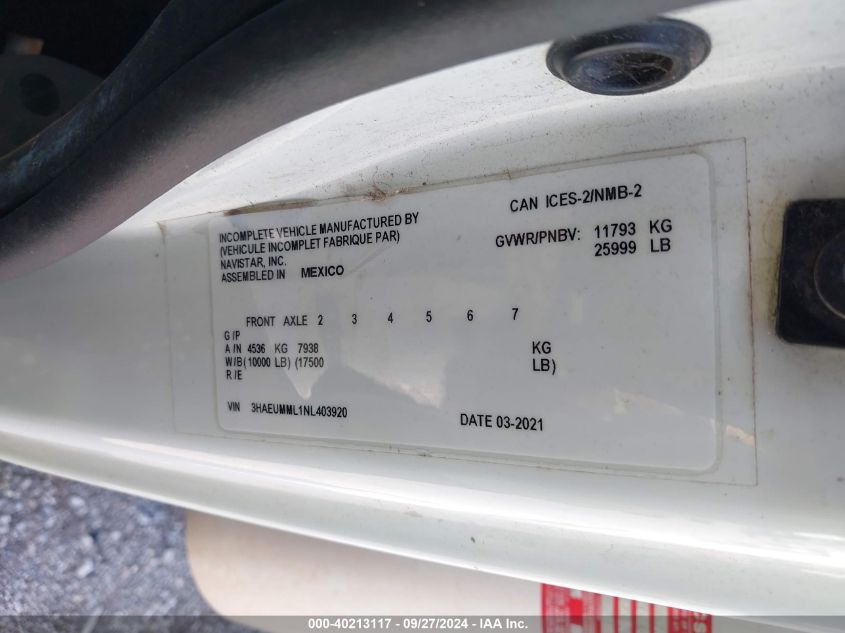 CAN ICES-2/NMB-2
INCOMPLETE VEHICLE MANUFACTURED BY
(VEHICULE INCOMPLET FABRIQUE PAR)
NAVISTAR, INC.
ASSEMBLED IN MEXICO
GVWR/PNBV: 11793 KG
25999 LB
FRONT AXLE 2 3 4 5 6 7
G/P
A/N 4536 KG 7938 KG
W/B (10000 LB) (17500 LB)
R/E
VIN 3HAEUMML1NL403920
DATE 03-2021
000-40213117 - 09/27/2024 - IAA Inc.